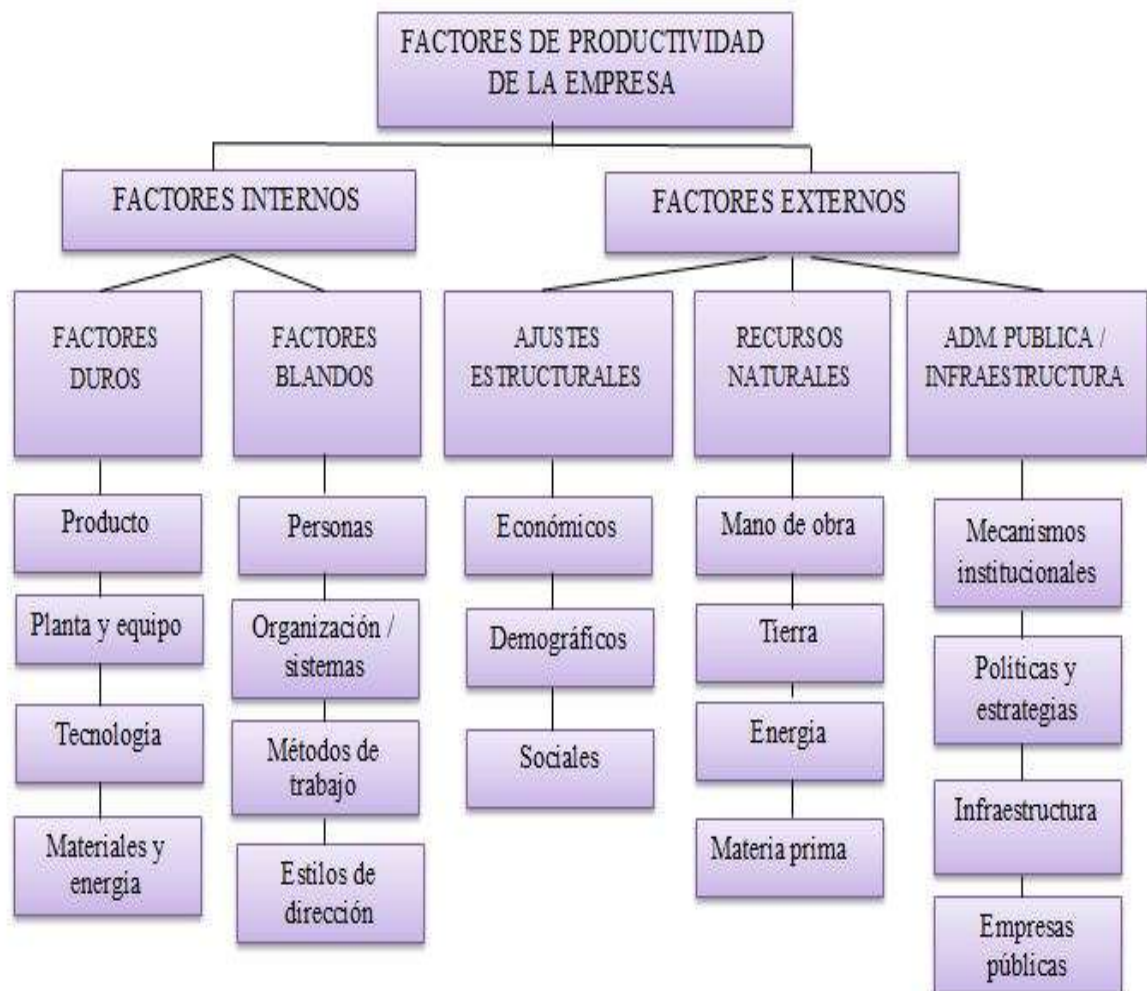 FACTORES DE PRODUCTIVIDAD
DE LA EMPRESA
FACTORES INTERNOS
FACTORES EXTERNOS
FACTORES
DUROS
FACTORES
BLANDOS
AJUSTES
ESTRUCTURALES
RECURSOS
NATURALES
ADM PUBLICA /
INFRAESTRUCTURA
Producto
Planta y equipo
Tecnología
Materiales y
energía
Personas
Organización /
sistemas
Métodos de
trabajo
Estilos de
dirección
Económicos
Demográficos
Sociales
Mano de obra
Tierra
Energía
Materia prima
Mecanismos
institucionales
Políticas y
estrategias
Infraestructura
Empresas
públicas